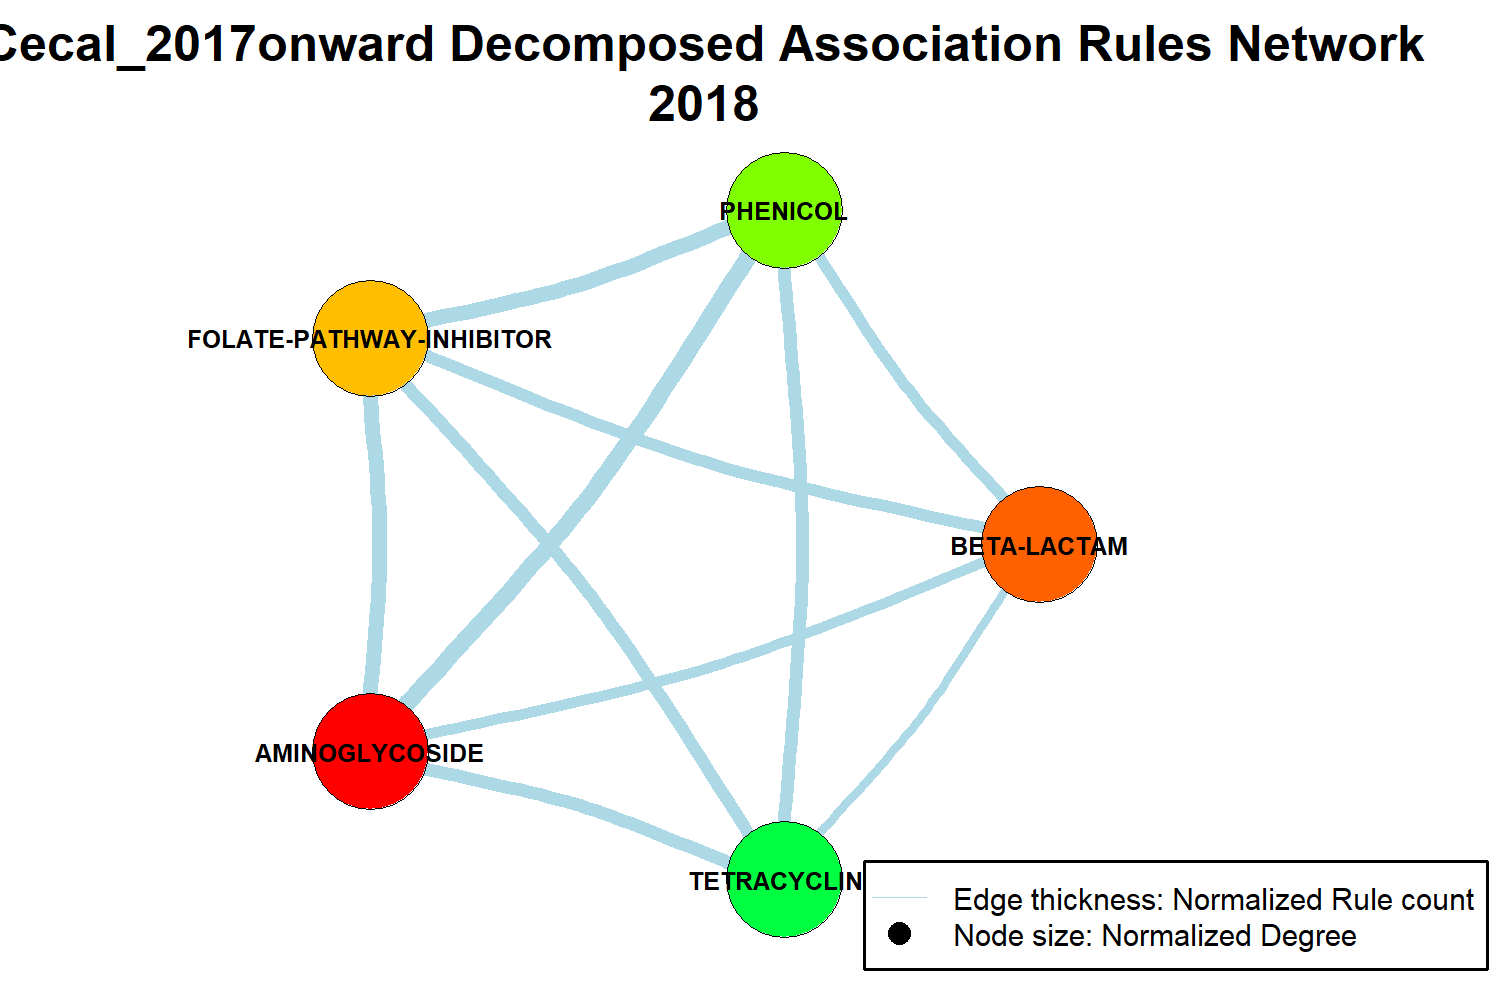 Cecal_2017onward Decomposed Association Rules Network
2018
PHENICOL
FOLATE-PATHWAY-INHIBITOR
BETA-LACTAM
AMINOGLYCOSIDE
TETRACYCLIN
Edge thickness: Normalized Rule count
Node size: Normalized Degree